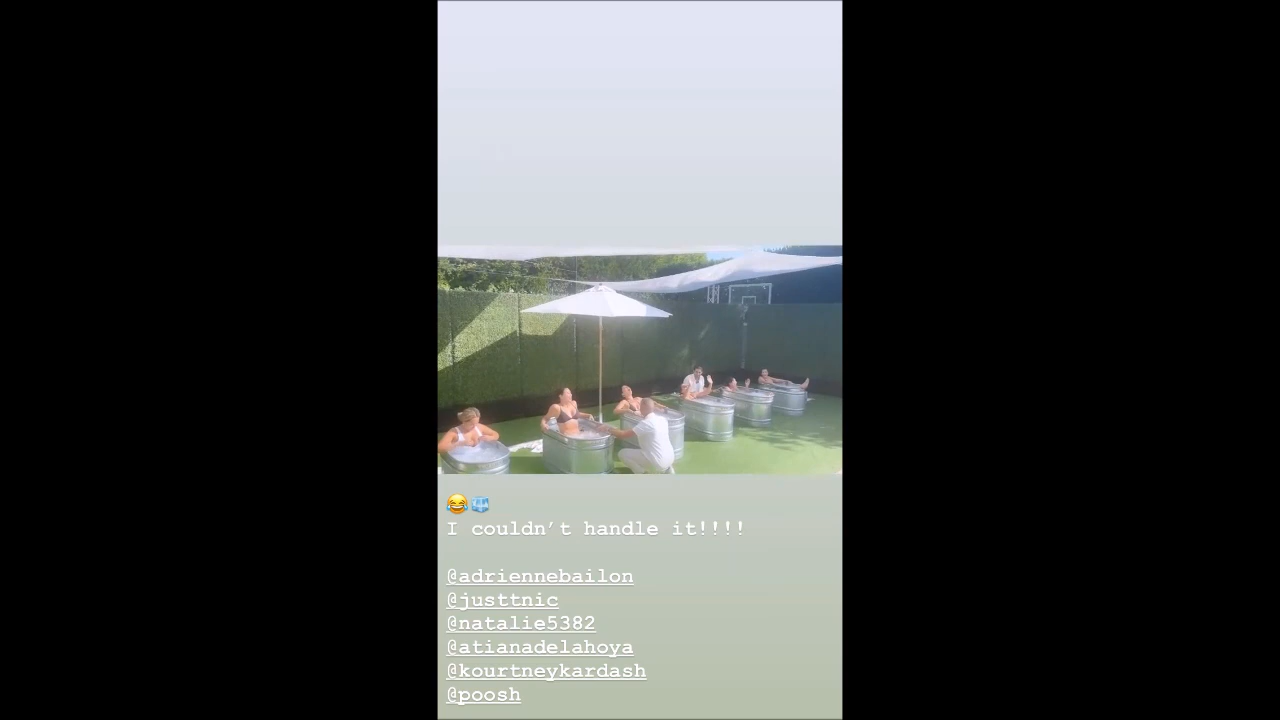 😂🧊
I couldn't handle it!!!!
@adriennebailon
@justtnic
@natalie5382
@atianadelahoya
@kourtneykardash
@poosh